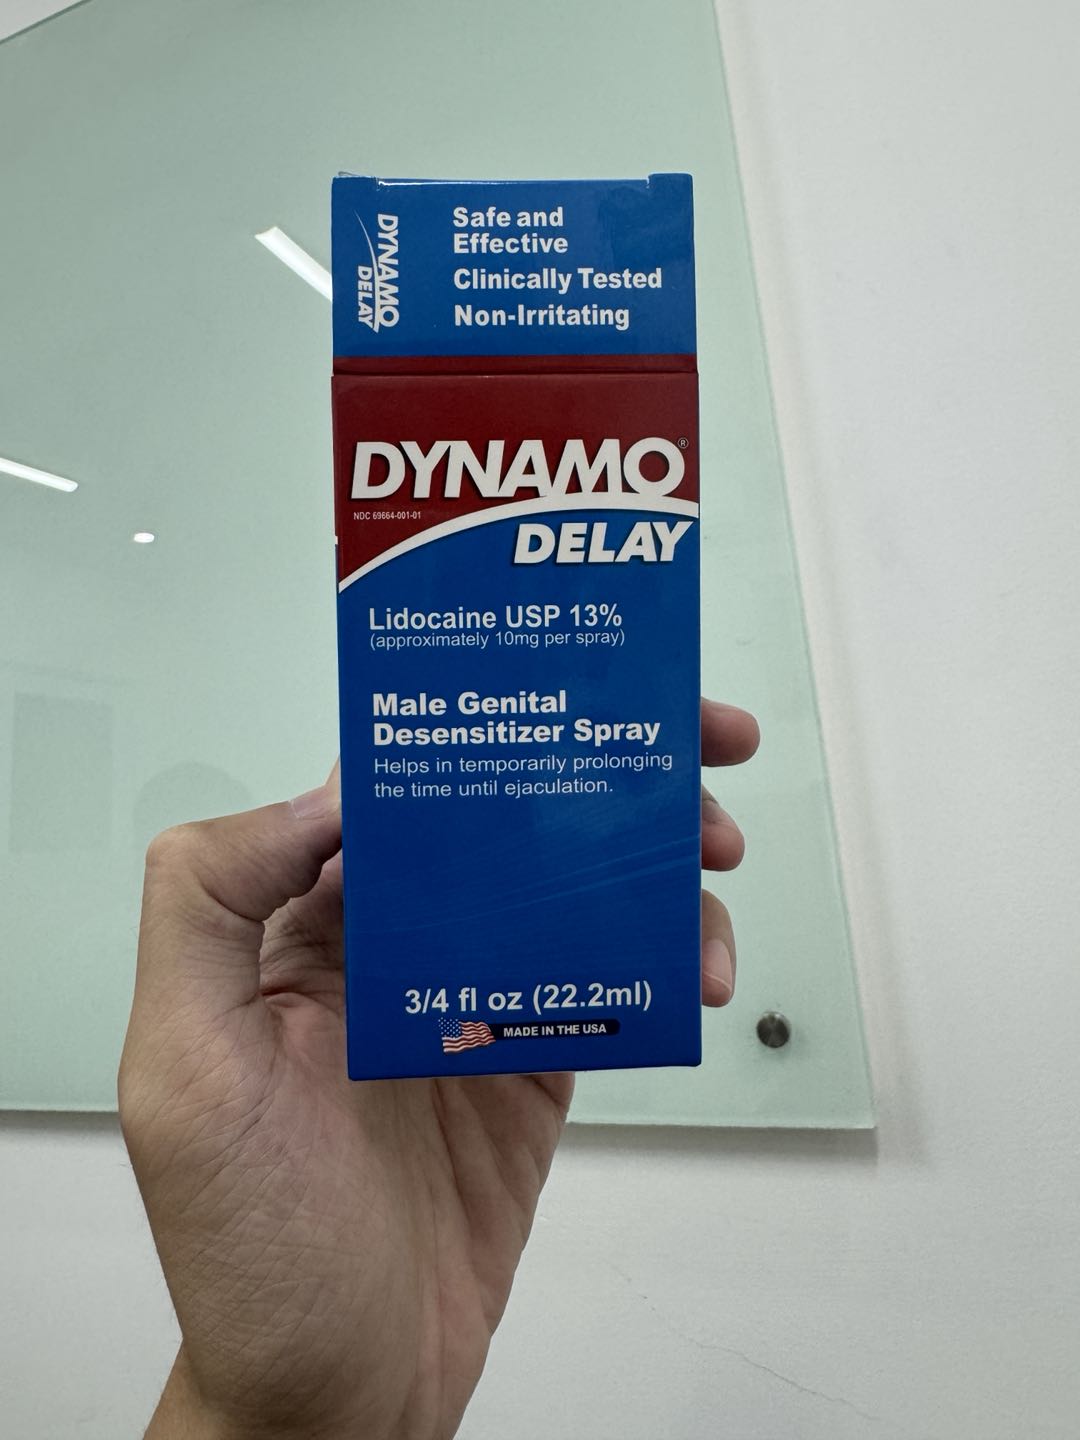 DYNAMO
DELAY
Safe and
Effective
Clinically Tested
Non-Irritating
DYNAMO®
NDC 69664-001-01
DELAY
Lidocaine USP 13%
(approximately 10mg per spray)
Male Genital
Desensitizer Spray
Helps in temporarily prolonging
the time until ejaculation.
3/4 fl oz (22.2ml)
MADE IN THE USA